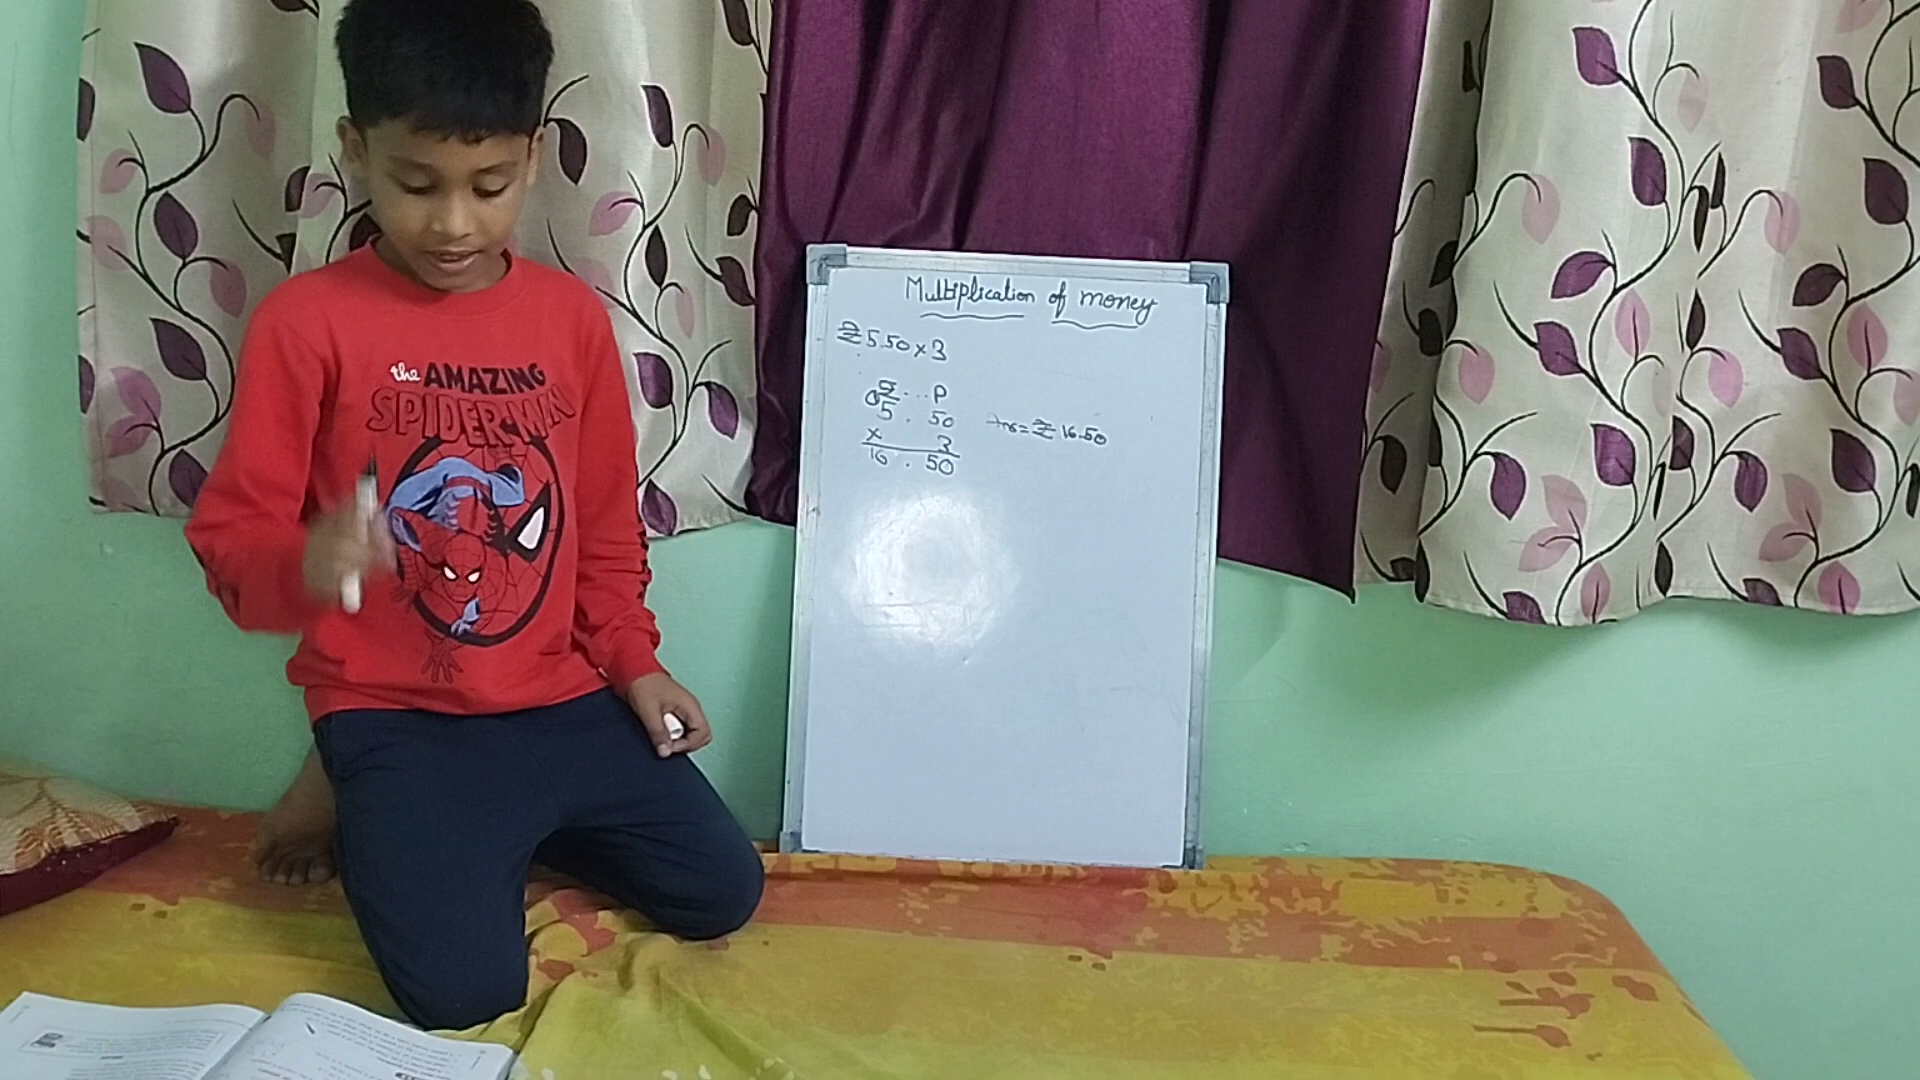 the AMAZING
SPIDER-MAN
Multiplication of money
₹ 5.50 x 3
₹ ... P
5 . 50
x 3
16 . 50
Ans = ₹ 16.50